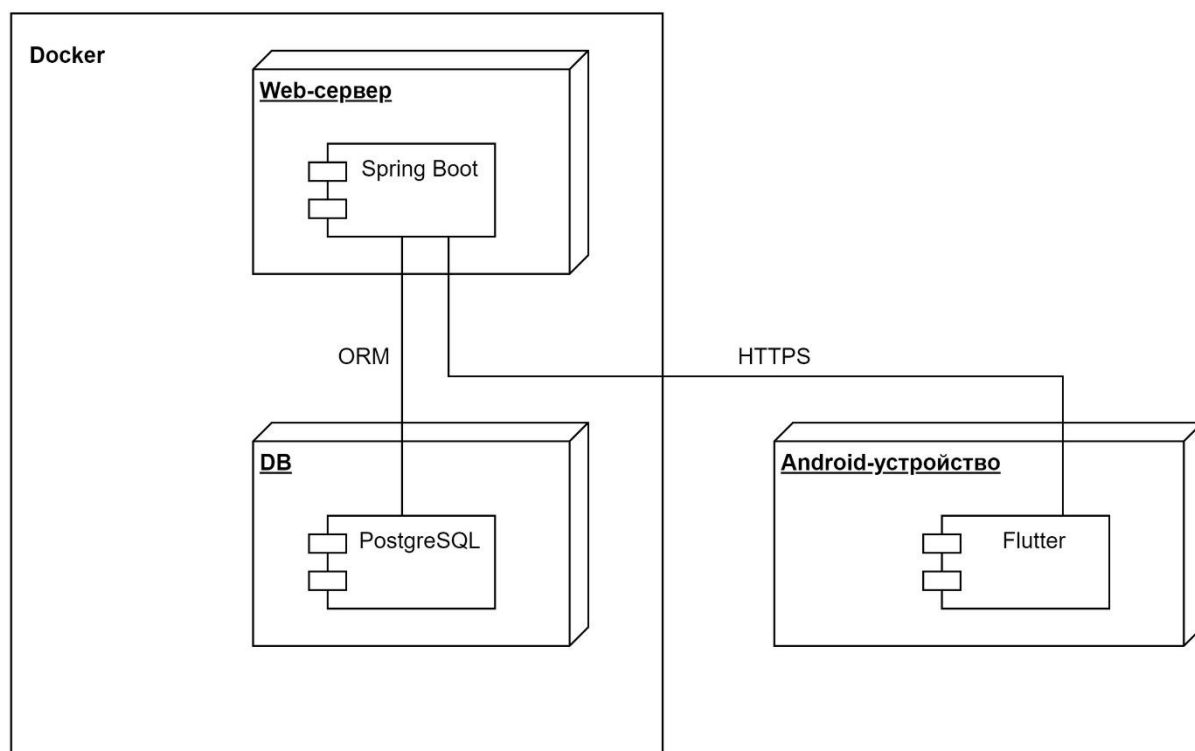 Docker
Web-сервер
Spring Boot
ORM
HTTPS
DB
PostgreSQL
Android-устройство
Flutter